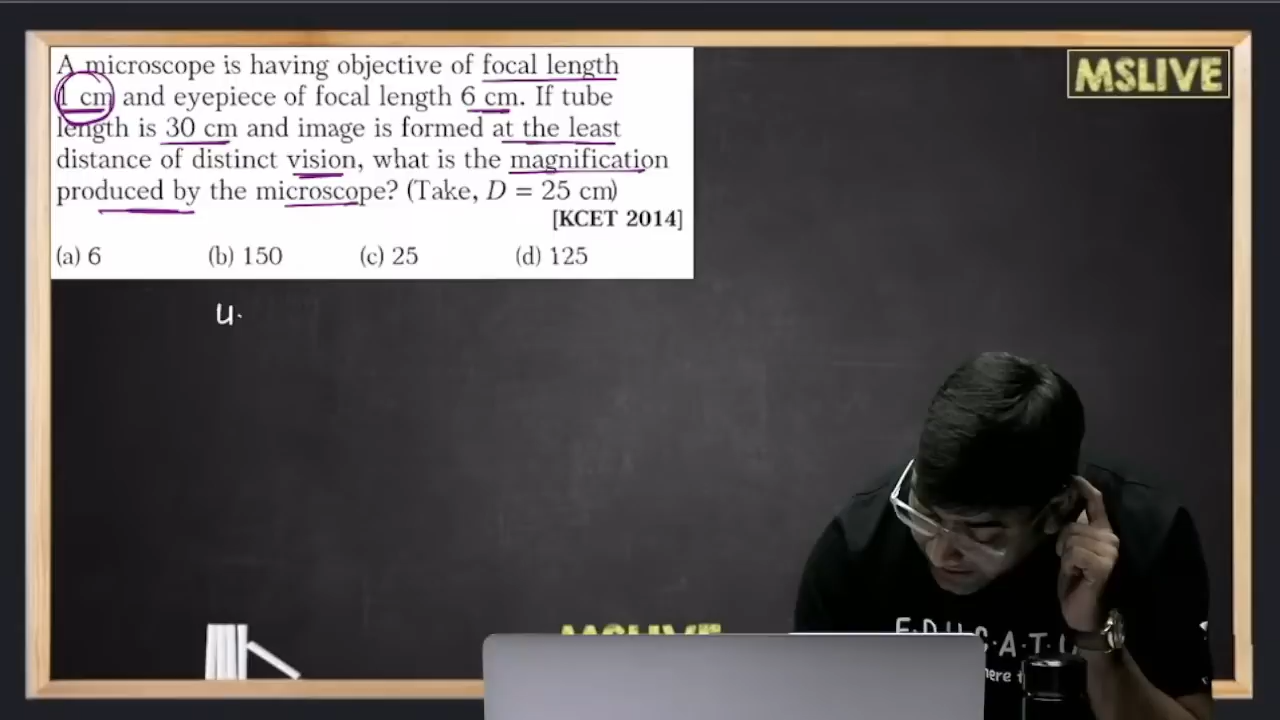 A microscope is having objective of focal length
1 cm and eyepiece of focal length 6 cm. If tube
length is 30 cm and image is formed at the least
distance of distinct vision, what is the magnification
produced by the microscope? (Take, D = 25 cm)
[KCET 2014]
(a) 6 (b) 150 (c) 25 (d) 125
MSLIVE
u.
MSLIVE